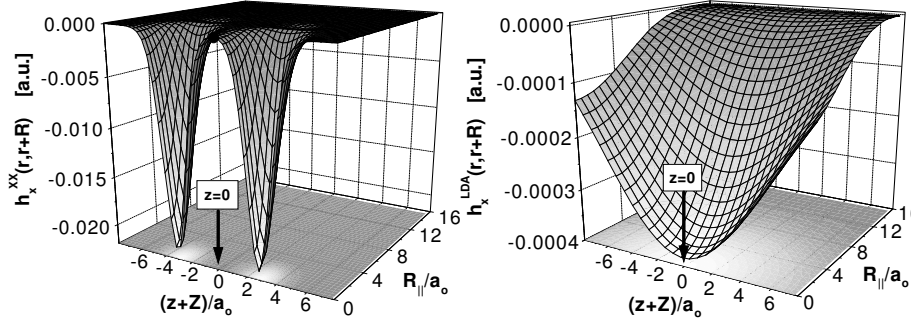 0.000
-0.005
-0.010
-0.015
-0.020
h_x^XX(r,r+R) [a.u.]
z=0
-6 -4 -2 0 2 4 6
(z+Z)/a_o
0 4 8 12 16
R_||/a_o
0.0000
-0.0001
-0.0002
-0.0003
-0.0004
h_x^LDA(r,r+R) [a.u.]
z=0
-6 -4 -2 0 2 4 6
(z+Z)/a_o
0 4 8 12
R_||/a_o